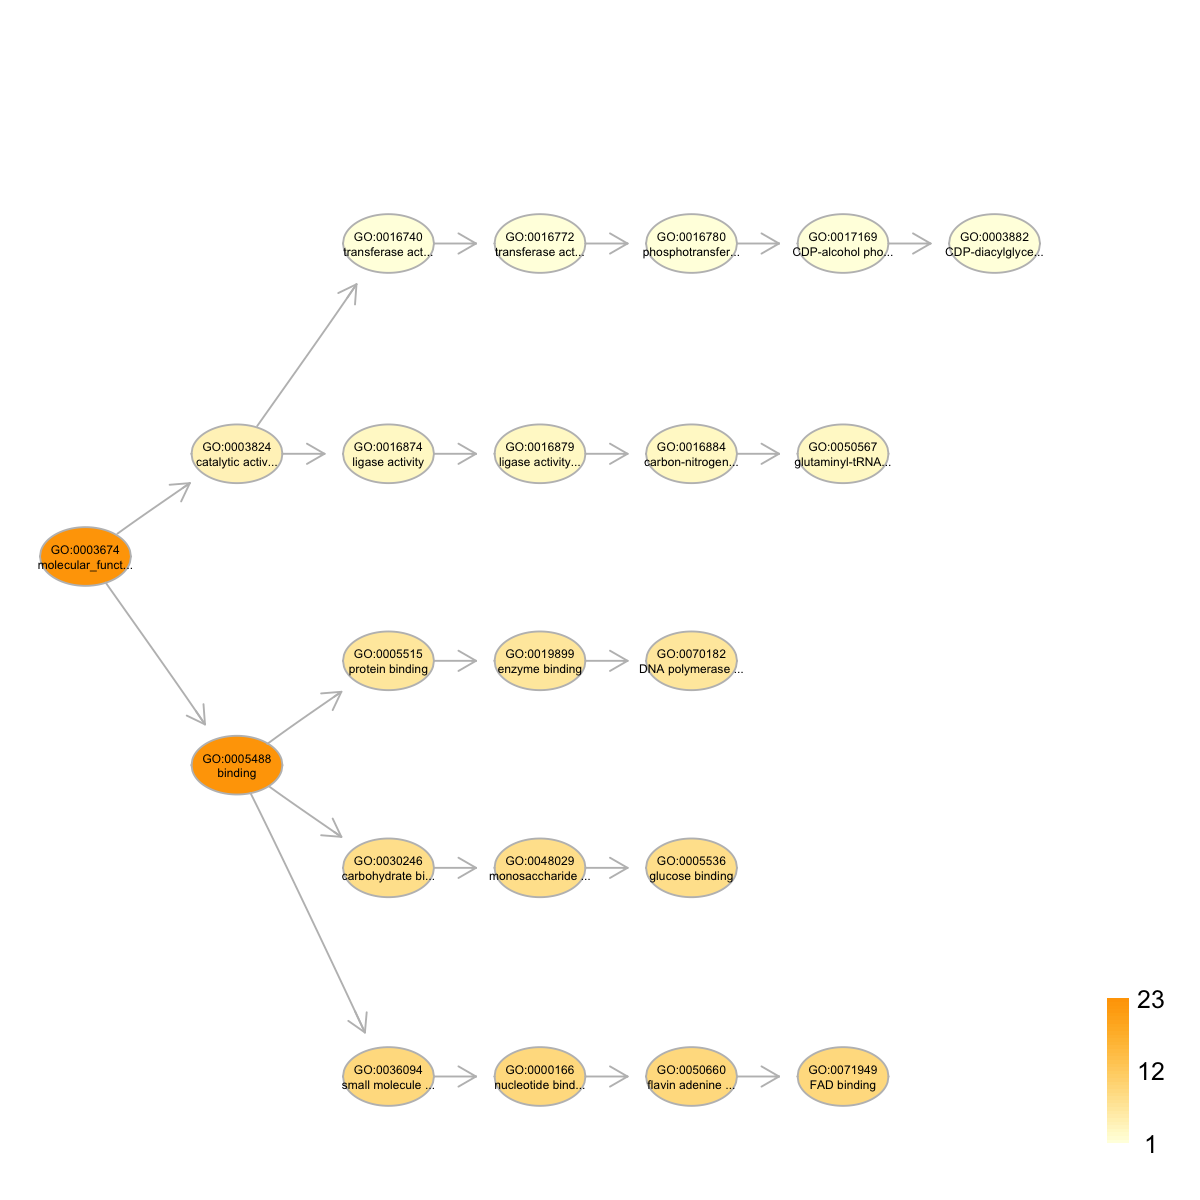 GO:0016740
transferase act...
GO:0016772
transferase act...
GO:0016780
phosphotransfer...
GO:0017169
CDP-alcohol pho...
GO:0003882
CDP-diacylglyce...
GO:0003824
catalytic activ...
GO:0016874
ligase activity
GO:0016879
ligase activity...
GO:0016884
carbon-nitrogen...
GO:0050567
glutaminyl-tRNA...
GO:0003674
molecular_funct...
GO:0005515
protein binding
GO:0019899
enzyme binding
GO:0070182
DNA polymerase ...
GO:0005488
binding
GO:0030246
carbohydrate bi...
GO:0048029
monosaccharide ...
GO:0005536
glucose binding
GO:0036094
small molecule ...
GO:0000166
nucleotide bind...
GO:0050660
flavin adenine ...
GO:0071949
FAD binding
23
12
1